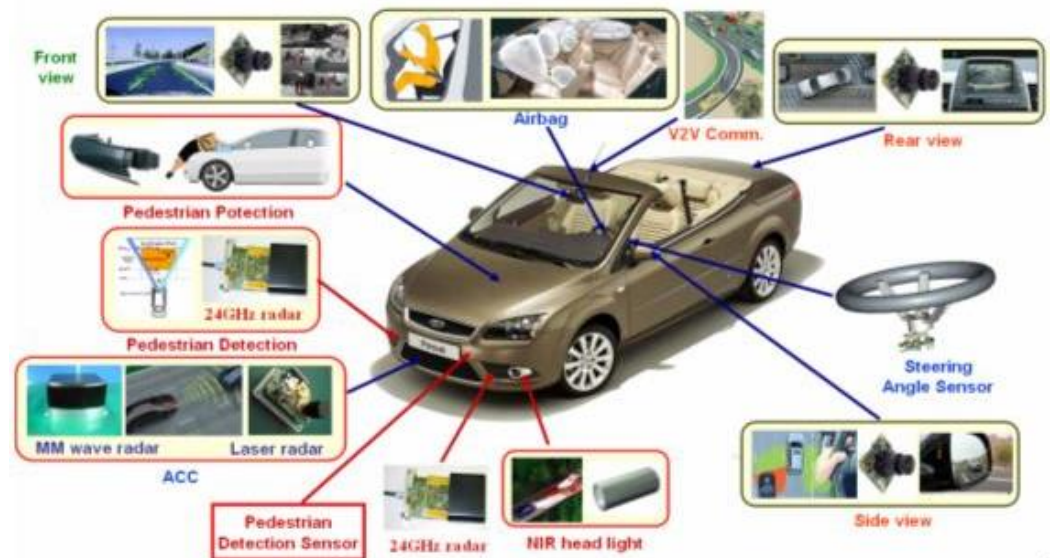 Front
view
Airbag
V2V Comm.
Rear view
Pedestrian Potection
24GHz radar
Pedestrian Detection
Steering
Angle Sensor
MM wave radar
Laser radar
ACC
Pedestrian
Detection Sensor
24GHz radar
NIR head light
Side view